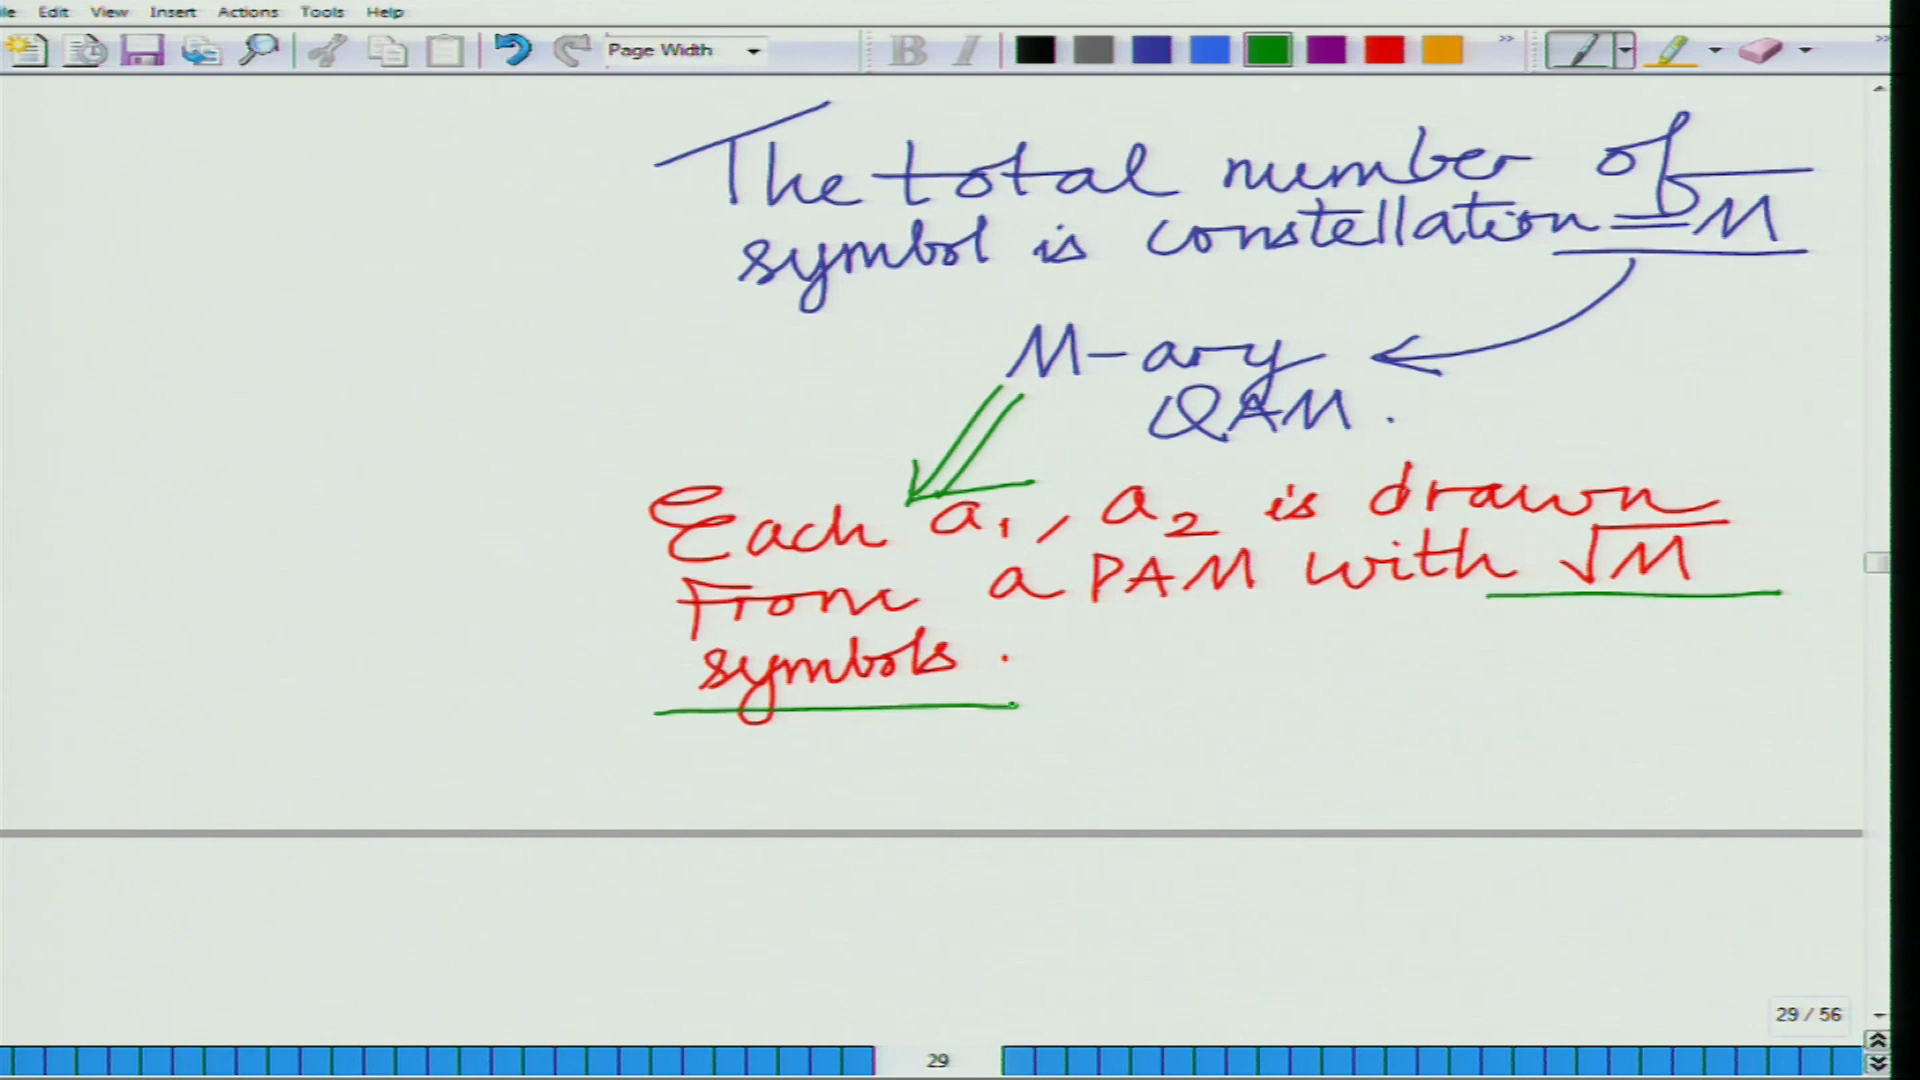 File Edit View Insert Actions Tools Help
Page Width
The total number of
symbol is constellation = M
M-ary
QAM.
Each a₁, a₂ is drawn
From a PAM with √M
symbols.
29 / 56
29